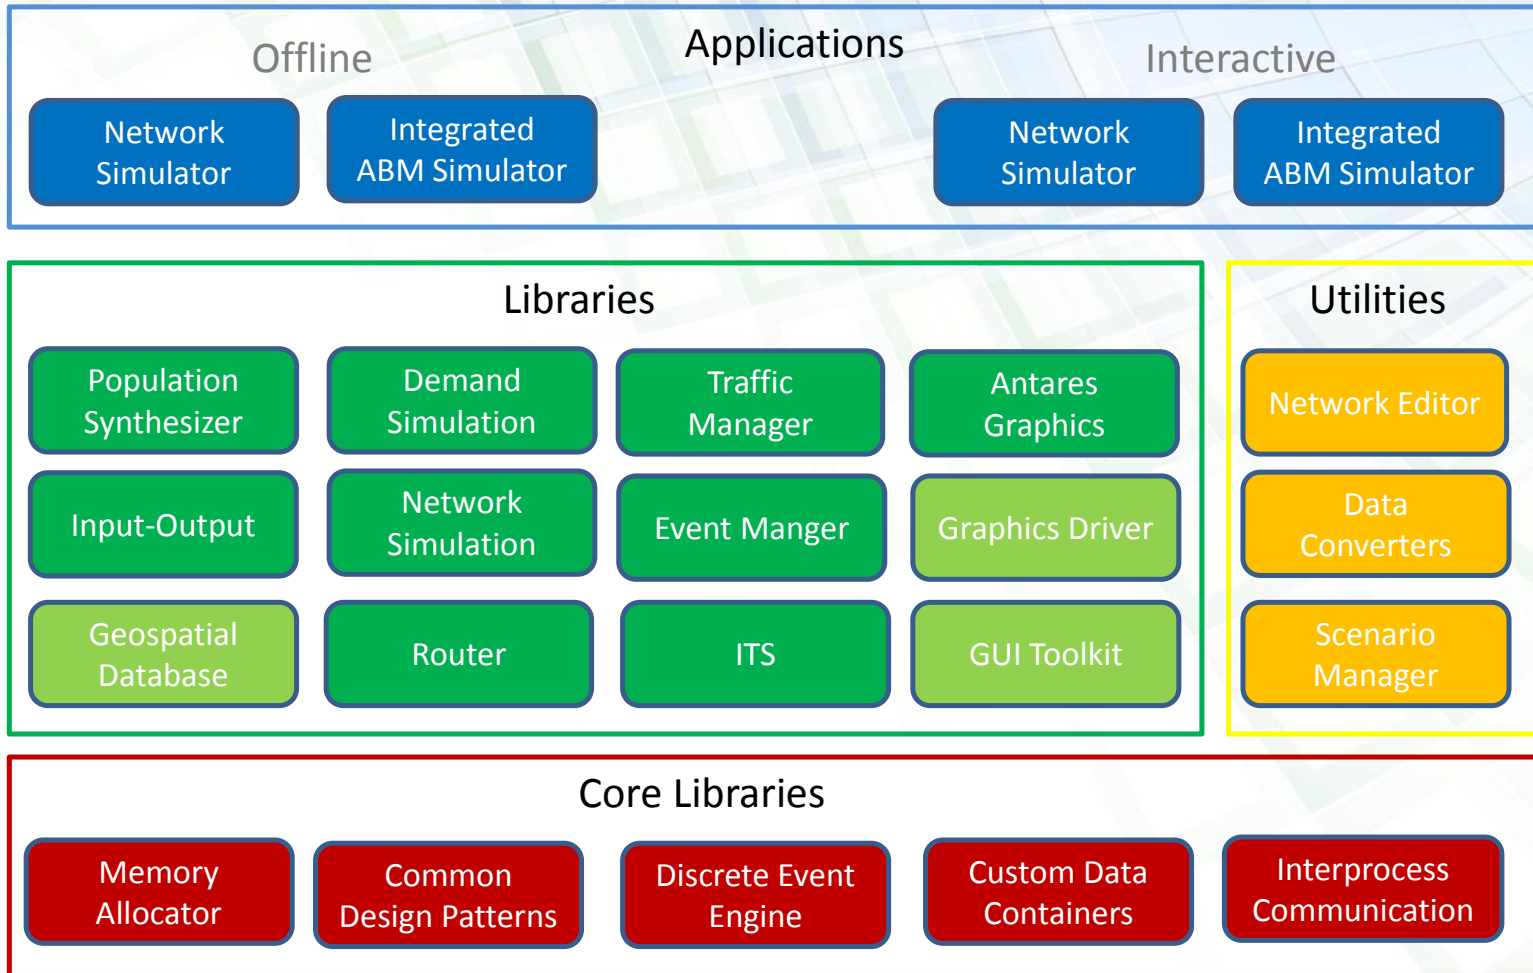 Applications
Offline
Interactive
Network
Simulator
Integrated
ABM Simulator
Network
Simulator
Integrated
ABM Simulator
Libraries
Population
Synthesizer
Demand
Simulation
Traffic
Manager
Antares
Graphics
Input-Output
Network
Simulation
Event Manger
Graphics Driver
Geospatial
Database
Router
ITS
GUI Toolkit
Utilities
Network Editor
Data
Converters
Scenario
Manager
Core Libraries
Memory
Allocator
Common
Design Patterns
Discrete Event
Engine
Custom Data
Containers
Interprocess
Communication